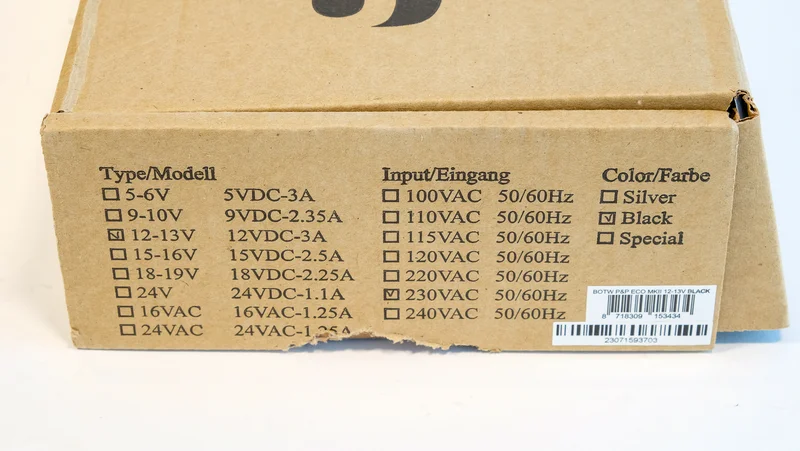 Type/Modell
☐ 5-6V 5VDC-3A
☐ 9-10V 9VDC-2.35A
☑ 12-13V 12VDC-3A
☐ 15-16V 15VDC-2.5A
☐ 18-19V 18VDC-2.25A
☐ 24V 24VDC-1.1A
☐ 16VAC 16VAC-1.25A
☐ 24VAC 24VAC-1.25A
Input/Eingang
☐ 100VAC 50/60Hz
☐ 110VAC 50/60Hz
☐ 115VAC 50/60Hz
☐ 120VAC 50/60Hz
☐ 220VAC 50/60Hz
☑ 230VAC 50/60Hz
☐ 240VAC 50/60Hz
Color/Farbe
☐ Silver
☑ Black
☐ Special
BOTW P&P ECO MKII 12-13V BLACK
8 718309 153434
23071593703